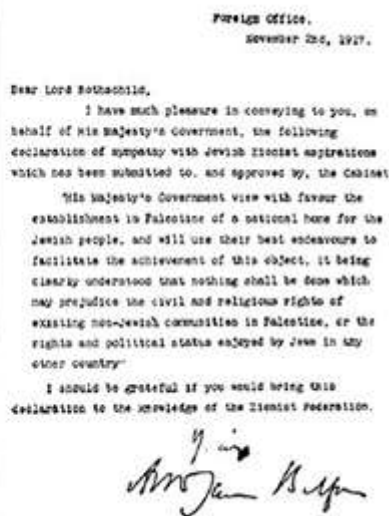 Foreign Office,
November 2nd, 1917.
Dear Lord Rothschild,
I have much pleasure in conveying to you, on
behalf of His Majesty's Government, the following
declaration of sympathy with Jewish Zionist aspirations
which has been submitted to, and approved by, the Cabinet
"His Majesty's Government view with favour the
establishment in Palestine of a national home for the
Jewish people, and will use their best endeavours to
facilitate the achievement of this object, it being
clearly understood that nothing shall be done which
may prejudice the civil and religious rights of
existing non-Jewish communities in Palestine, or the
rights and political status enjoyed by Jews in any
other country"
I should be grateful if you would bring this
declaration to the knowledge of the Zionist Federation.
Arthur James Balfour